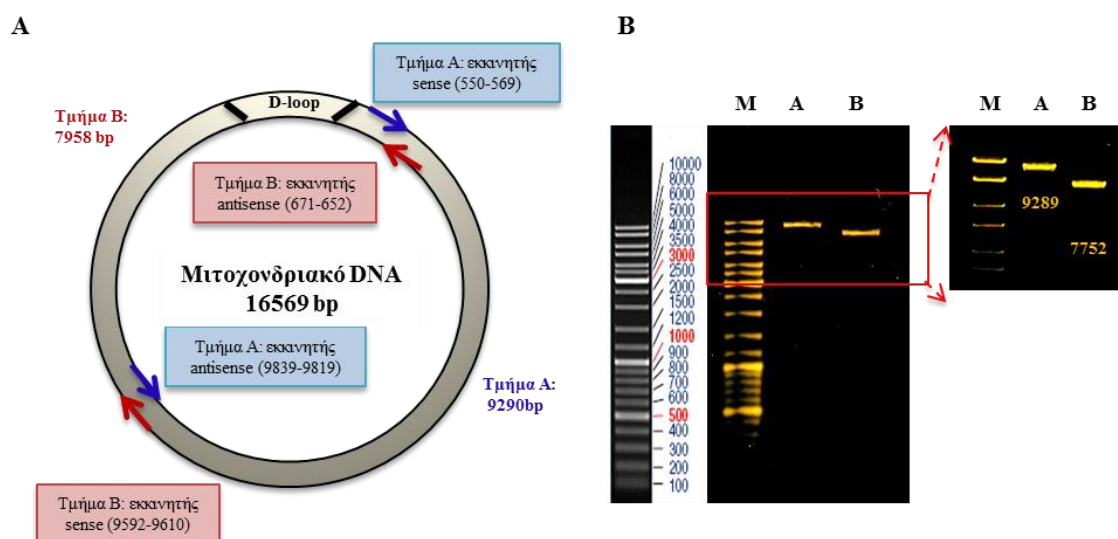 A
Τμήμα Α: εκκινητής
sense (550-569)
D-loop
Τμήμα Β:
7958 bp
Τμήμα Β: εκκινητής
antisense (671-652)
Μιτοχονδριακό DNA
16569 bp
Τμήμα Α: εκκινητής
antisense (9839-9819)
Τμήμα Α:
9290bp
Τμήμα Β: εκκινητής
sense (9592-9610)
B
M A B
10000
8000
6000
5000
4000
3500
3000
2500
2000
1500
1200
1000
900
800
700
600
500
400
300
200
100
M A B
9289
7752